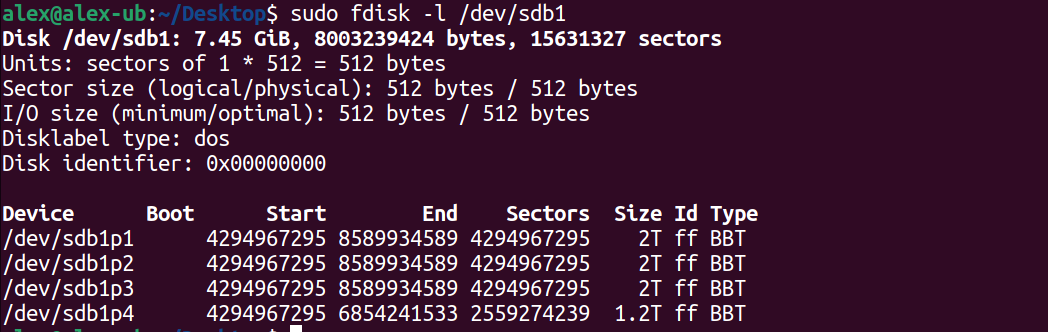 alex@alex-ub:~/Desktop$ sudo fdisk -l /dev/sdb1
Disk /dev/sdb1: 7.45 GiB, 8003239424 bytes, 15631327 sectors
Units: sectors of 1 * 512 = 512 bytes
Sector size (logical/physical): 512 bytes / 512 bytes
I/O size (minimum/optimal): 512 bytes / 512 bytes
Disklabel type: dos
Disk identifier: 0x00000000
Device Boot Start End Sectors Size Id Type
/dev/sdb1p1 4294967295 8589934589 4294967295 2T ff BBT
/dev/sdb1p2 4294967295 8589934589 4294967295 2T ff BBT
/dev/sdb1p3 4294967295 8589934589 4294967295 2T ff BBT
/dev/sdb1p4 4294967295 6854241533 2559274239 1.2T ff BBT